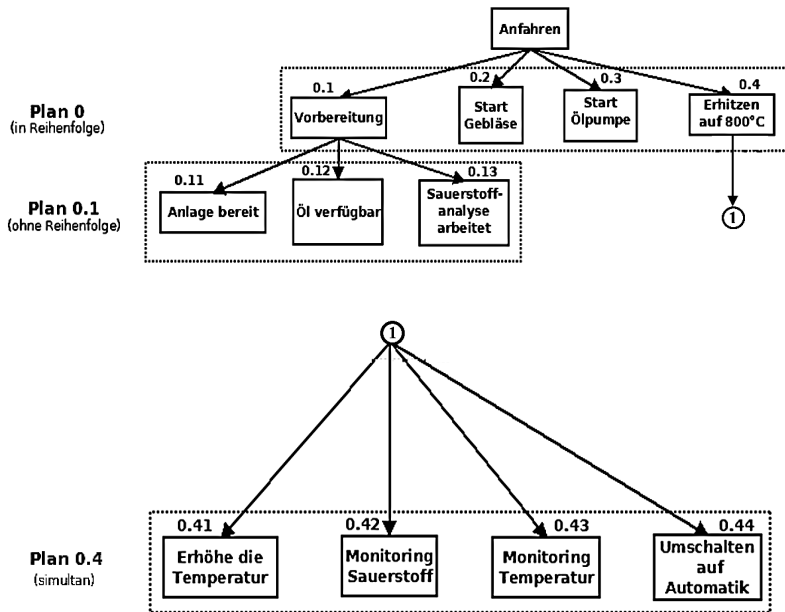 Anfahren
0.1
0.2
0.3
0.4
Plan 0
(in Reihenfolge)
Vorbereitung
Start
Gebläse
Start
Ölpumpe
Erhitzen
auf 800°C
0.11
0.12
0.13
Plan 0.1
(ohne Reihenfolge)
Anlage bereit
Öl verfügbar
Sauerstoff-
analyse
arbeitet
1
1
0.41
0.42
0.43
0.44
Plan 0.4
(simultan)
Erhöhe die
Temperatur
Monitoring
Sauerstoff
Monitoring
Temperatur
Umschalten
auf
Automatik